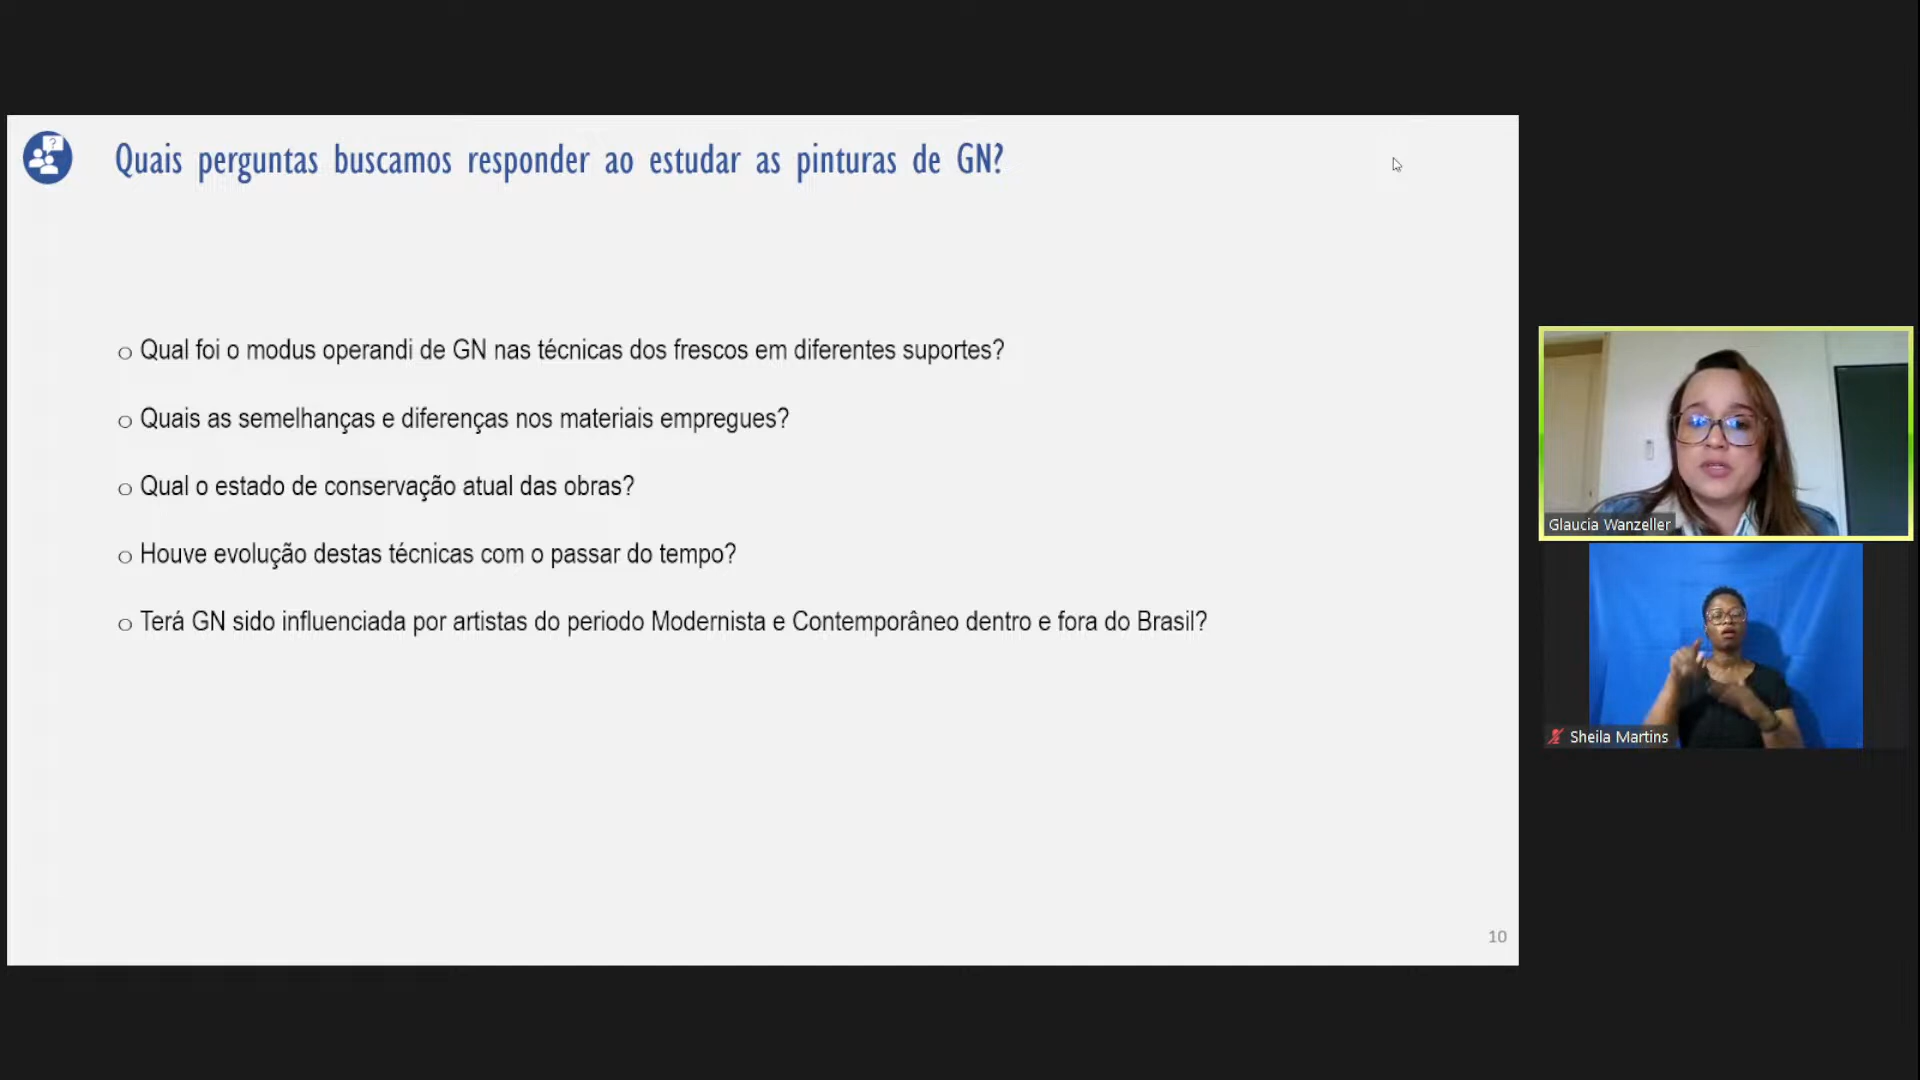 Quais perguntas buscamos responder ao estudar as pinturas de GN?
o Qual foi o modus operandi de GN nas técnicas dos frescos em diferentes suportes?
o Quais as semelhanças e diferenças nos materiais empregues?
o Qual o estado de conservação atual das obras?
o Houve evolução destas técnicas com o passar do tempo?
o Terá GN sido influenciada por artistas do periodo Modernista e Contemporâneo dentro e fora do Brasil?
10
Glaucia Wanzeller
Sheila Martins